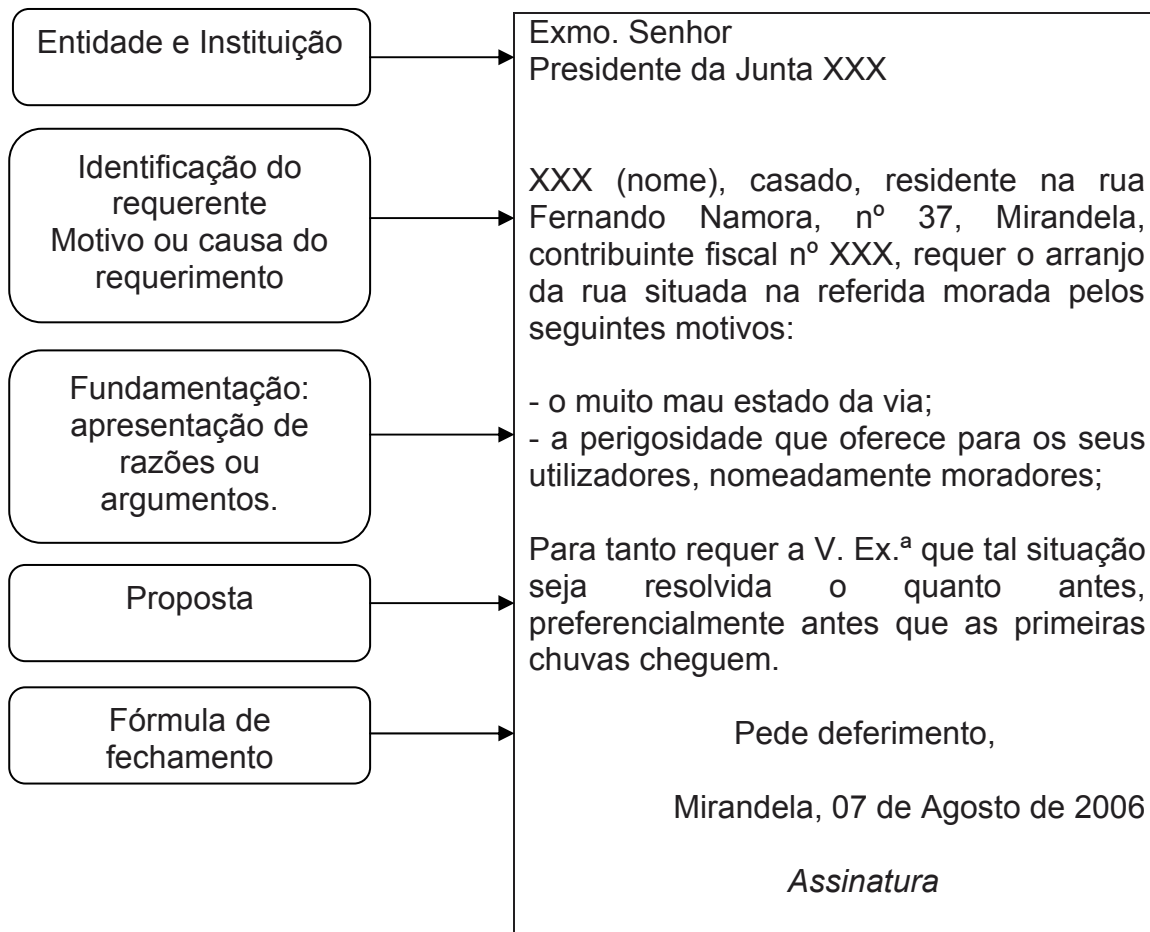 Entidade e Instituição
Exmo. Senhor
Presidente da Junta XXX
Identificação do
requerente
Motivo ou causa do
requerimento
XXX (nome), casado, residente na rua
Fernando Namora, nº 37, Mirandela,
contribuinte fiscal nº XXX, requer o arranjo
da rua situada na referida morada pelos
seguintes motivos:
Fundamentação:
apresentação de
razões ou
argumentos.
- o muito mau estado da via;
- a perigosidade que oferece para os seus
utilizadores, nomeadamente moradores;
Proposta
Para tanto requer a V. Ex.ª que tal situação
seja resolvida o quanto antes,
preferencialmente antes que as primeiras
chuvas cheguem.
Fórmula de
fechamento
Pede deferimento,
Mirandela, 07 de Agosto de 2006
Assinatura